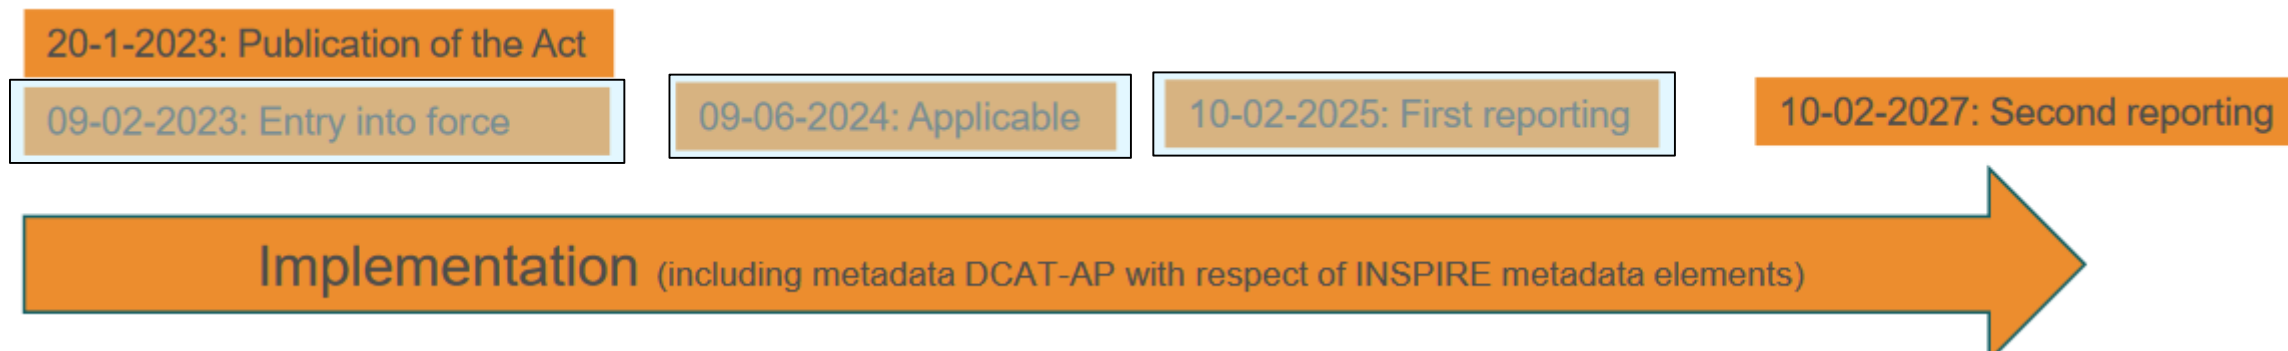 20-1-2023: Publication of the Act
09-02-2023: Entry into force
09-06-2024: Applicable
10-02-2025: First reporting
10-02-2027: Second reporting
Implementation (including metadata DCAT-AP with respect of INSPIRE metadata elements)